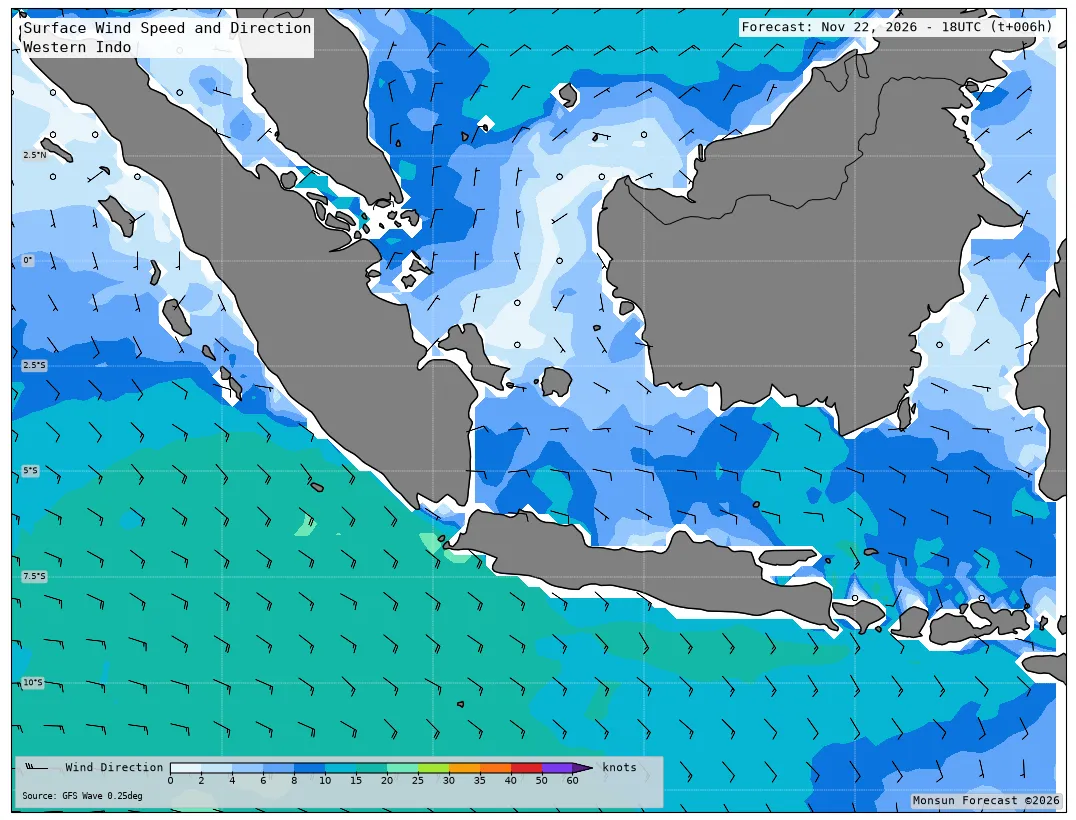 Surface Wind Speed and Direction
Western Indo
Forecast: Nov 22, 2026 - 18UTC (t+006h)
2.5°N
0°
2.5°S
5°S
7.5°S
10°S
Wind Direction
0 2 4 6 8 10 15 20 25 30 35 40 50 60 knots
Source: GFS Wave 0.25deg
Monsun Forecast ©2026